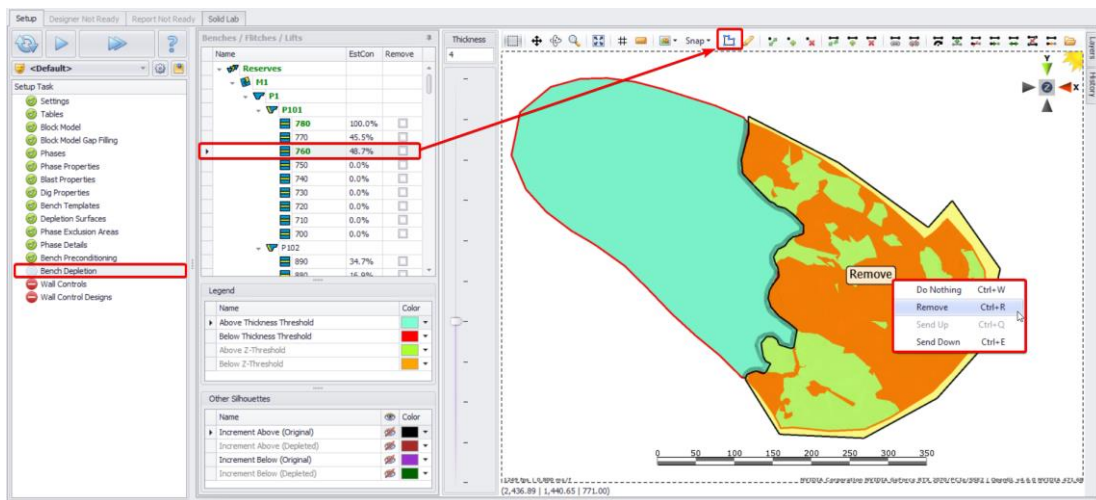 Setup Designer Not Ready Report Not Ready Solid Lab
<Default>
Setup Task
Settings
Tables
Block Model
Block Model Gap Filling
Phases
Phase Properties
Blast Properties
Dig Properties
Bench Templates
Depletion Surfaces
Phase Exclusion Areas
Phase Details
Bench Preconditioning
Bench Depletion
Wall Controls
Wall Control Designs
Benches / Flitches / Lifts
Name EstCon Remove
Reserves
M1
P1
P101
780 100.0%
770 45.5%
760 48.7%
750 0.0%
740 0.0%
730 0.0%
720 0.0%
710 0.0%
700 0.0%
P102
890 34.7%
880 16.9%
Legend
Name Color
Above Thickness Threshold
Below Thickness Threshold
Above Z-Threshold
Below Z-Threshold
Other Silhouettes
Name Color
Increment Above (Original)
Increment Above (Depleted)
Increment Below (Original)
Increment Below (Depleted)
Thickness
4
Snap
Layers
History
Y
Z
X
Remove
Do Nothing Ctrl+W
Remove Ctrl+R
Send Up Ctrl+Q
Send Down Ctrl+E
0 50 100 150 200 250 300 350
(2,436.89 | 1,440.65 | 771.00)